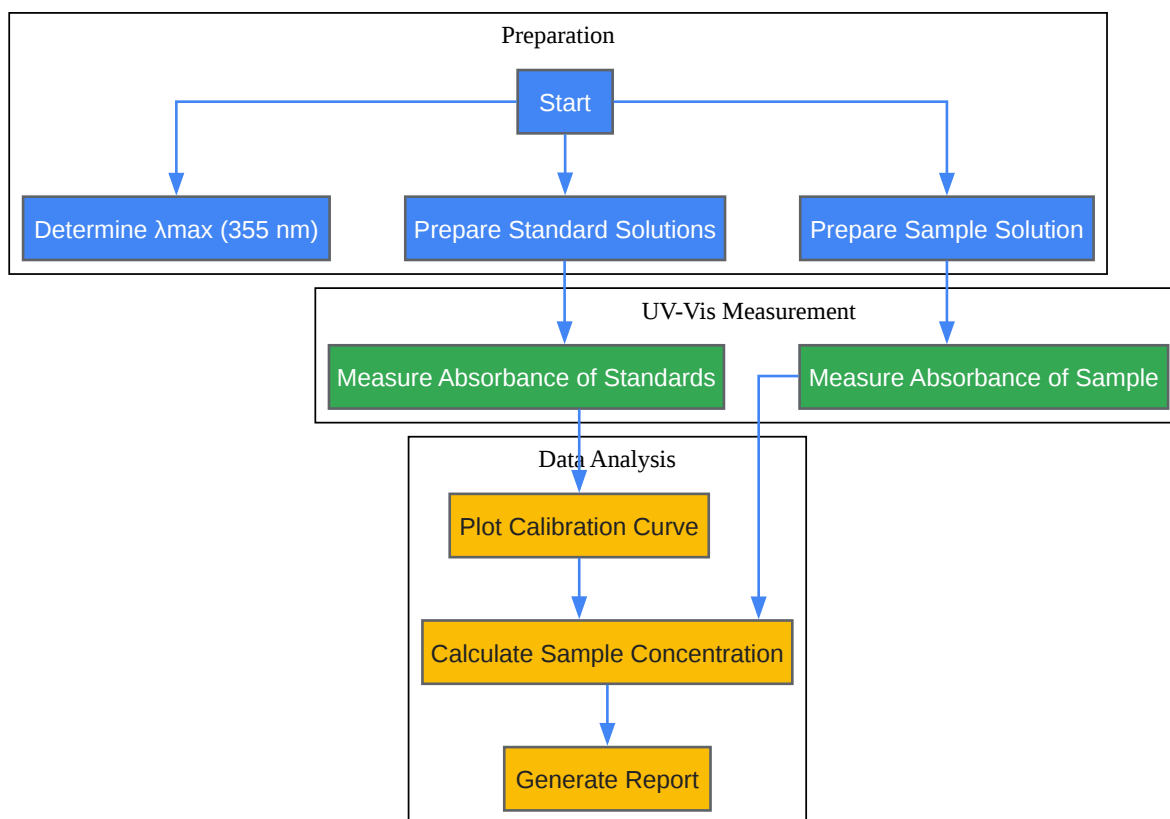 Preparation
Start
Determine λmax (355 nm)
Prepare Standard Solutions
Prepare Sample Solution
UV-Vis Measurement
Measure Absorbance of Standards
Measure Absorbance of Sample
Data Analysis
Plot Calibration Curve
Calculate Sample Concentration
Generate Report